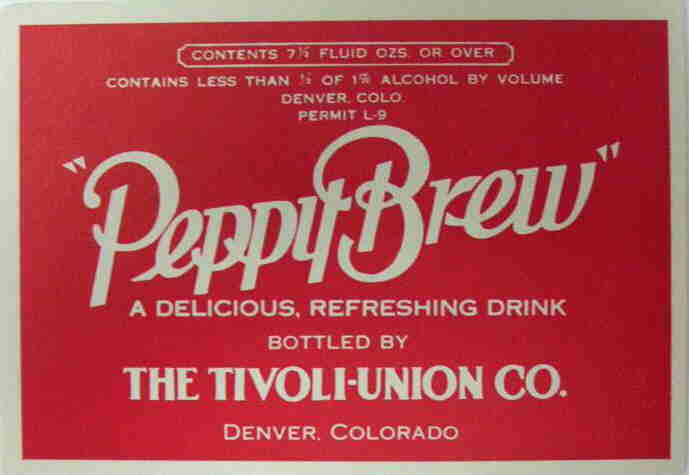 CONTENTS 7½ FLUID OZS. OR OVER
CONTAINS LESS THAN ½ OF 1% ALCOHOL BY VOLUME
DENVER, COLO.
PERMIT L-9
"Peppy Brew"
A DELICIOUS, REFRESHING DRINK
BOTTLED BY
THE TIVOLI-UNION CO.
DENVER, COLORADO